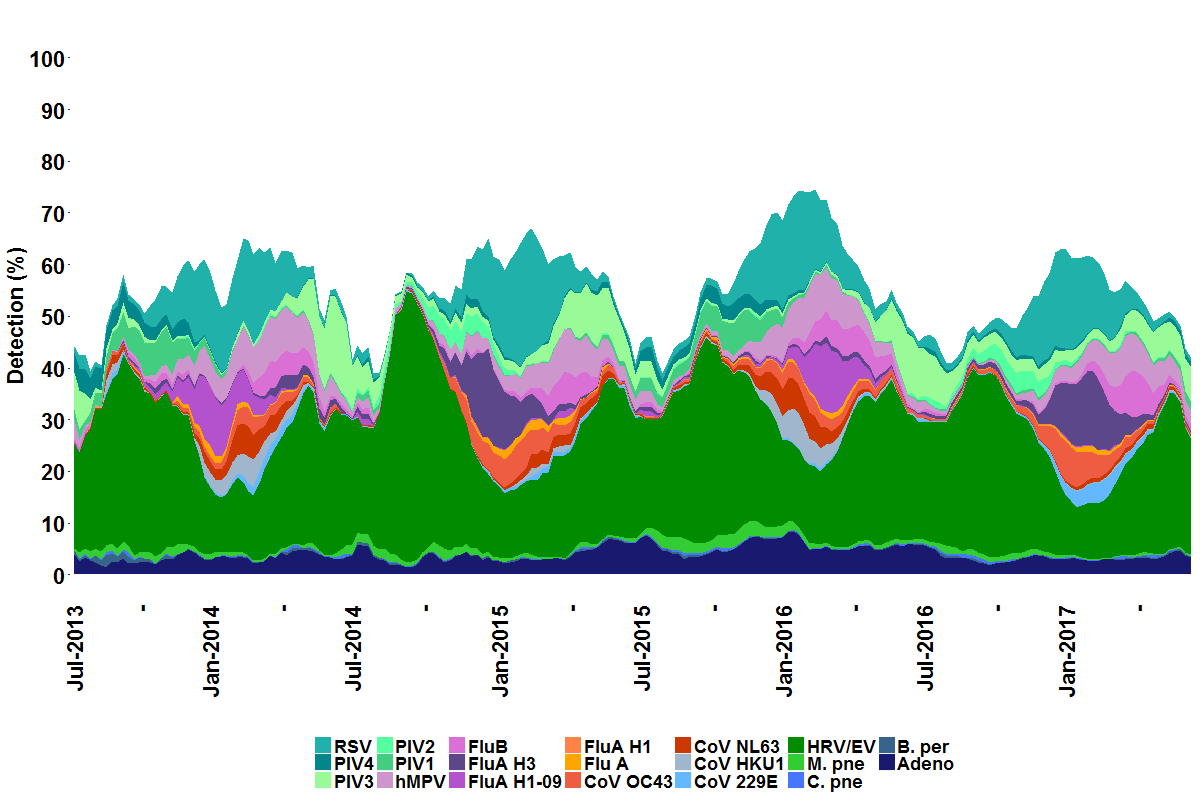 Detection (%)
100
90
80
70
60
50
40
30
20
10
0
Jul-2013 - Jan-2014 - Jul-2014 - Jan-2015 - Jul-2015 - Jan-2016 - Jul-2016 - Jan-2017 -
RSV PIV2 FluB FluA H1 CoV NL63 HRV/EV B. per
PIV4 PIV1 FluA H3 Flu A CoV HKU1 M. pne Adeno
PIV3 hMPV FluA H1-09 CoV OC43 CoV 229E C. pne